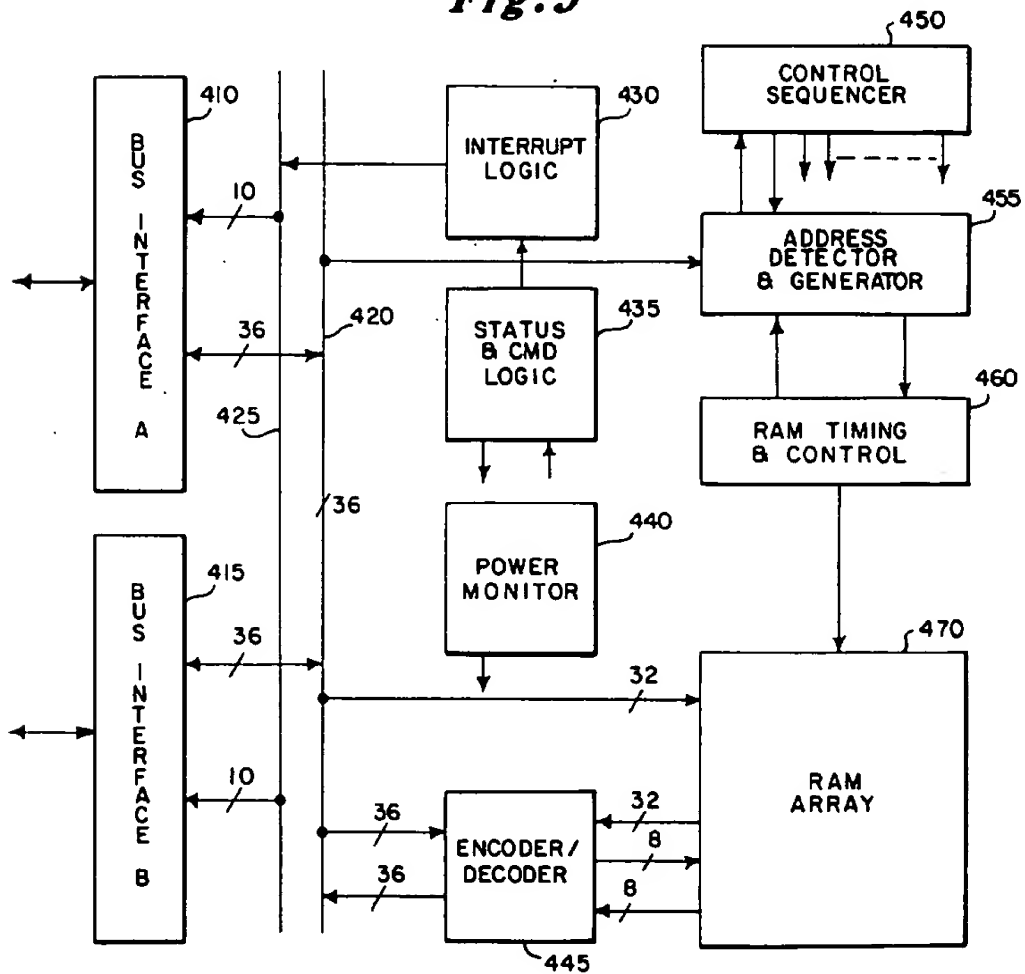 Fig. 5
450
CONTROL
SEQUENCER
410
BUS INTERFACE A
430
INTERRUPT
LOGIC
10
455
ADDRESS
DETECTOR
& GENERATOR
420
36
435
STATUS
& CMD
LOGIC
425
460
RAM TIMING
& CONTROL
36
440
POWER
MONITOR
415
BUS INTERFACE B
36
470
32
RAM
ARRAY
10
36
32
ENCODER/
DECODER
8
36
8
445